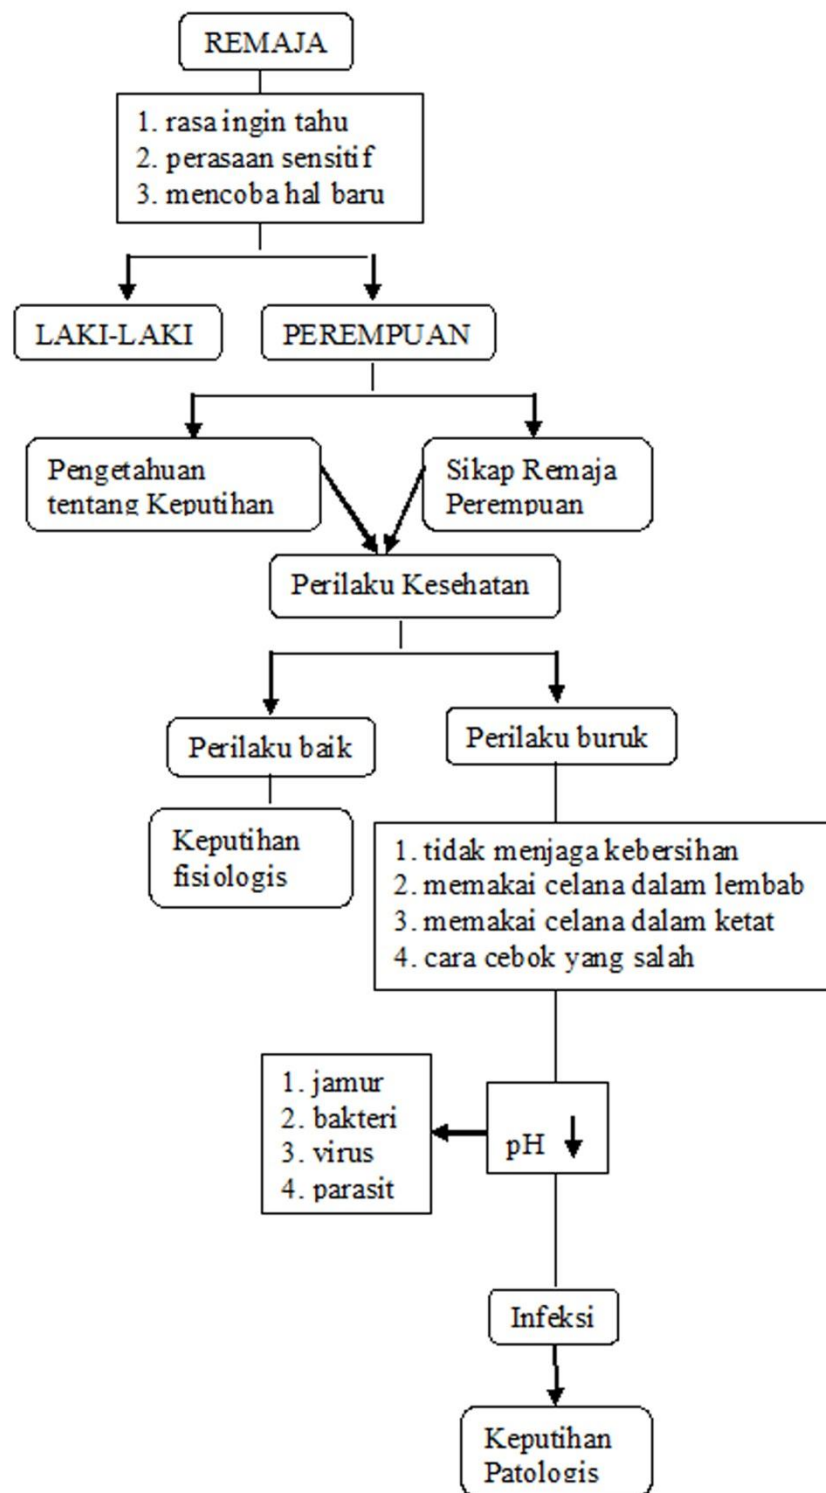 REMAJA
1. rasa ingin tahu
2. perasaan sensitif
3. mencoba hal baru
LAKI-LAKI
PEREMPUAN
Pengetahuan
tentang Keputihan
Sikap Remaja
Perempuan
Perilaku Kesehatan
Perilaku baik
Perilaku buruk
Keputihan
fisiologis
1. tidak menjaga kebersihan
2. memakai celana dalam lembab
3. memakai celana dalam ketat
4. cara cebok yang salah
1. jamur
2. bakteri
3. virus
4. parasit
pH
Infeksi
Keputihan
Patologis